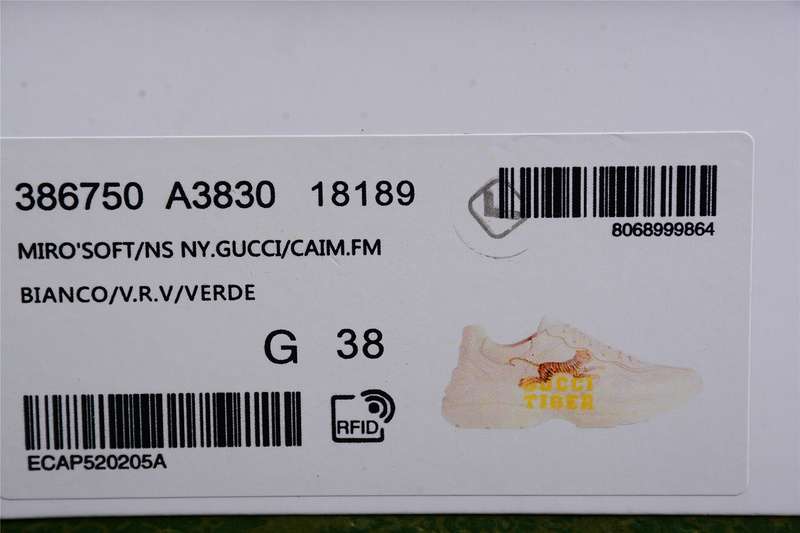 386750 A3830 18189
8068999864
MIRO'SOFT/NS NY.GUCCI/CAIM.FM
BIANCO/V.R.V/VERDE
G 38
GUCCI
TIGER
RFID
ECAP520205A